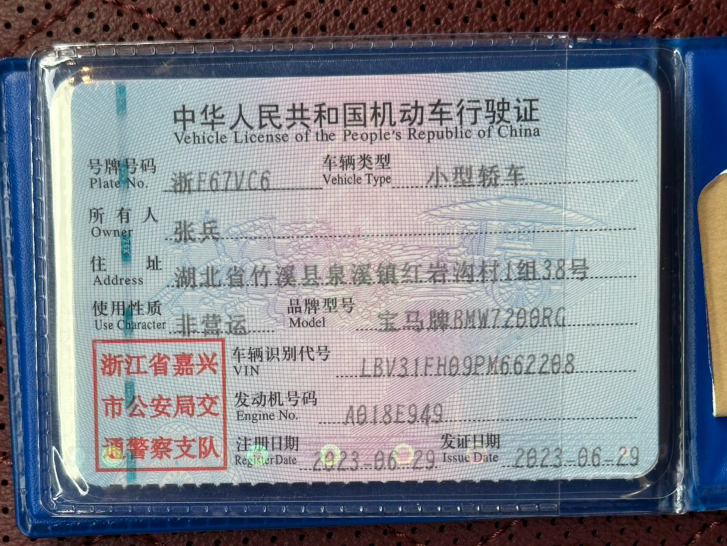 中华人民共和国机动车行驶证
Vehicle License of the People's Republic of China
号牌号码 浙F67VC6 车辆类型 小型轿车
Plate No. Vehicle Type
所有人 张兵
Owner
住址 湖北省竹溪县泉溪镇红岩沟村1组38号
Address
使用性质 非营运 品牌型号 宝马牌BMW7200RG
Use Character Model
浙江省嘉兴 车辆识别代号 LBV31FH09PM662208
VIN
市公安局交 发动机号码 A018E949
Engine No.
通警察支队 注册日期 2023-06-29 发证日期 2023-06-29
Register Date Issue Date